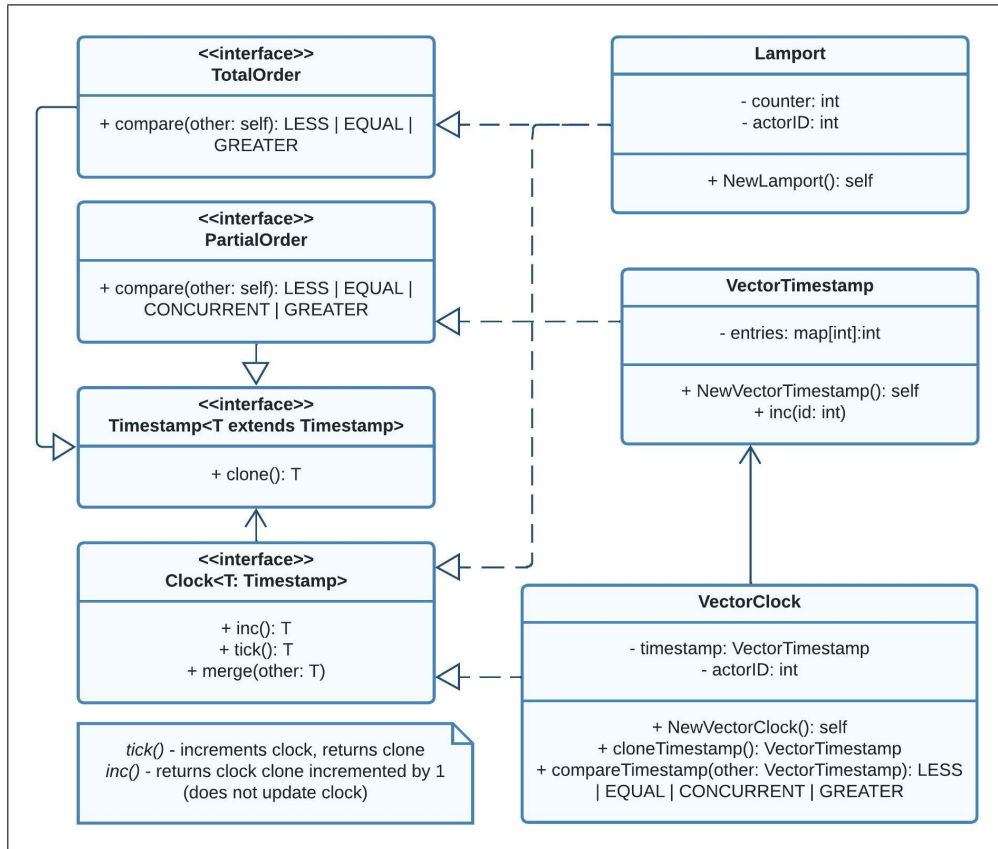 <<interface>>
TotalOrder
+ compare(other: self): LESS | EQUAL |
GREATER
<<interface>>
PartialOrder
+ compare(other: self): LESS | EQUAL |
CONCURRENT | GREATER
<<interface>>
Timestamp<T extends Timestamp>
+ clone(): T
<<interface>>
Clock<T: Timestamp>
+ inc(): T
+ tick(): T
+ merge(other: T)
tick() - increments clock, returns clone
inc() - returns clock clone incremented by 1
(does not update clock)
Lamport
- counter: int
- actorID: int
+ NewLamport(): self
VectorTimestamp
- entries: map[int]:int
+ NewVectorTimestamp(): self
+ inc(id: int)
VectorClock
- timestamp: VectorTimestamp
- actorID: int
+ NewVectorClock(): self
+ cloneTimestamp(): VectorTimestamp
+ compareTimestamp(other: VectorTimestamp): LESS
| EQUAL | CONCURRENT | GREATER